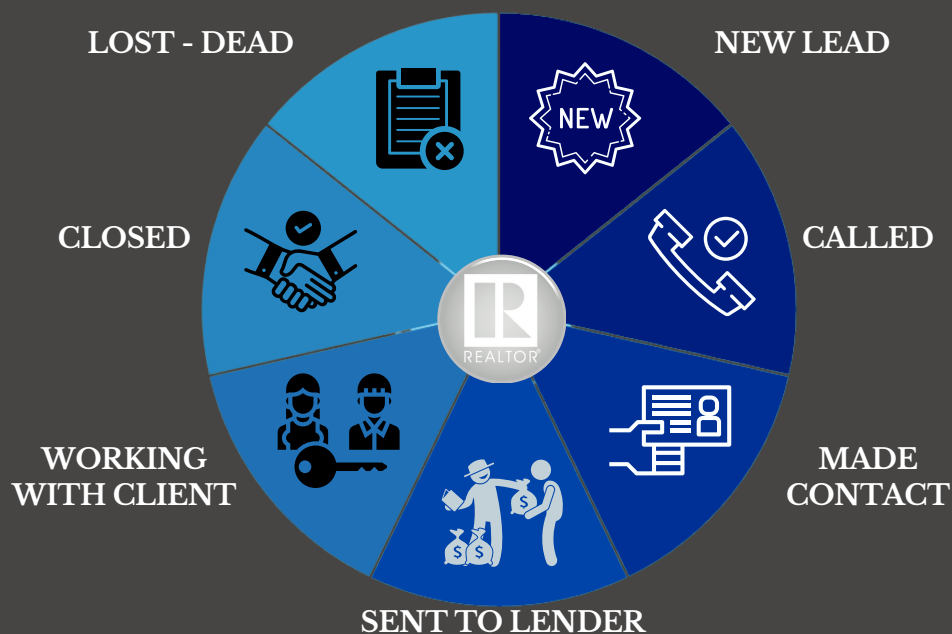 LOST - DEAD
NEW LEAD
NEW
CLOSED
CALLED
REALTOR®
WORKING
WITH CLIENT
MADE
CONTACT
$
$ $
SENT TO LENDER